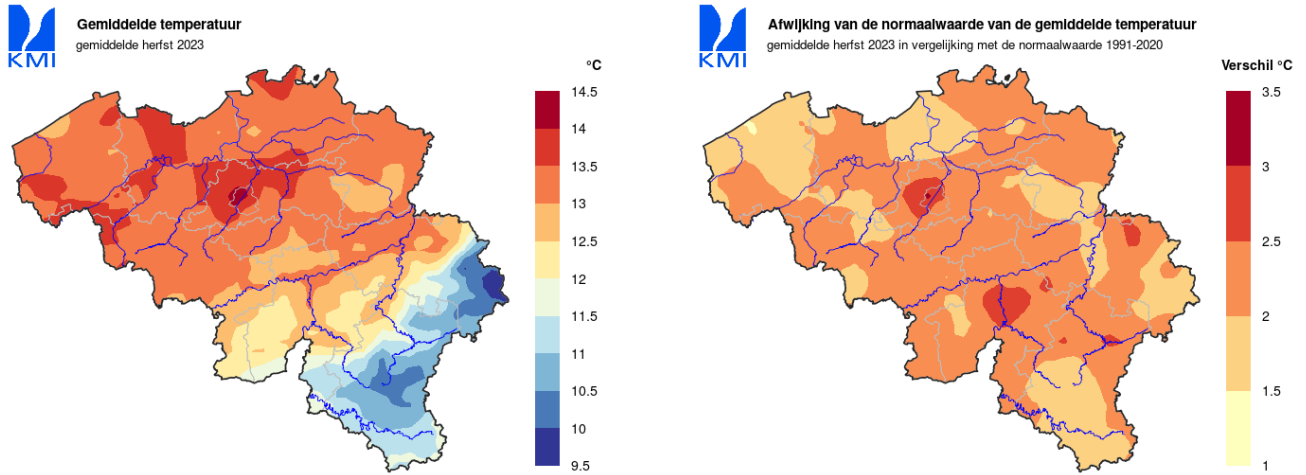 KMI
Gemiddelde temperatuur
gemiddelde herfst 2023
°C
14.5
14
13.5
13
12.5
12
11.5
11
10.5
10
9.5
KMI
Afwijking van de normaalwaarde van de gemiddelde temperatuur
gemiddelde herfst 2023 in vergelijking met de normaalwaarde 1991-2020
Verschil °C
3.5
3
2.5
2
1.5
1